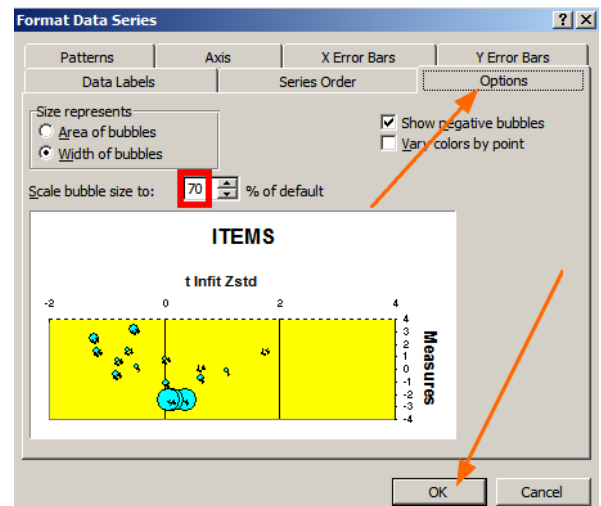 Format Data Series
Patterns Axis X Error Bars Y Error Bars
Data Labels Series Order Options
Size represents
Area of bubbles
Width of bubbles
Show negative bubbles
Vary colors by point
Scale bubble size to: 70 % of default
ITEMS
t Infit Zstd
-2 0 2 4
4
3
2
1
0
-1
-2
-3
-4
Measures
OK Cancel